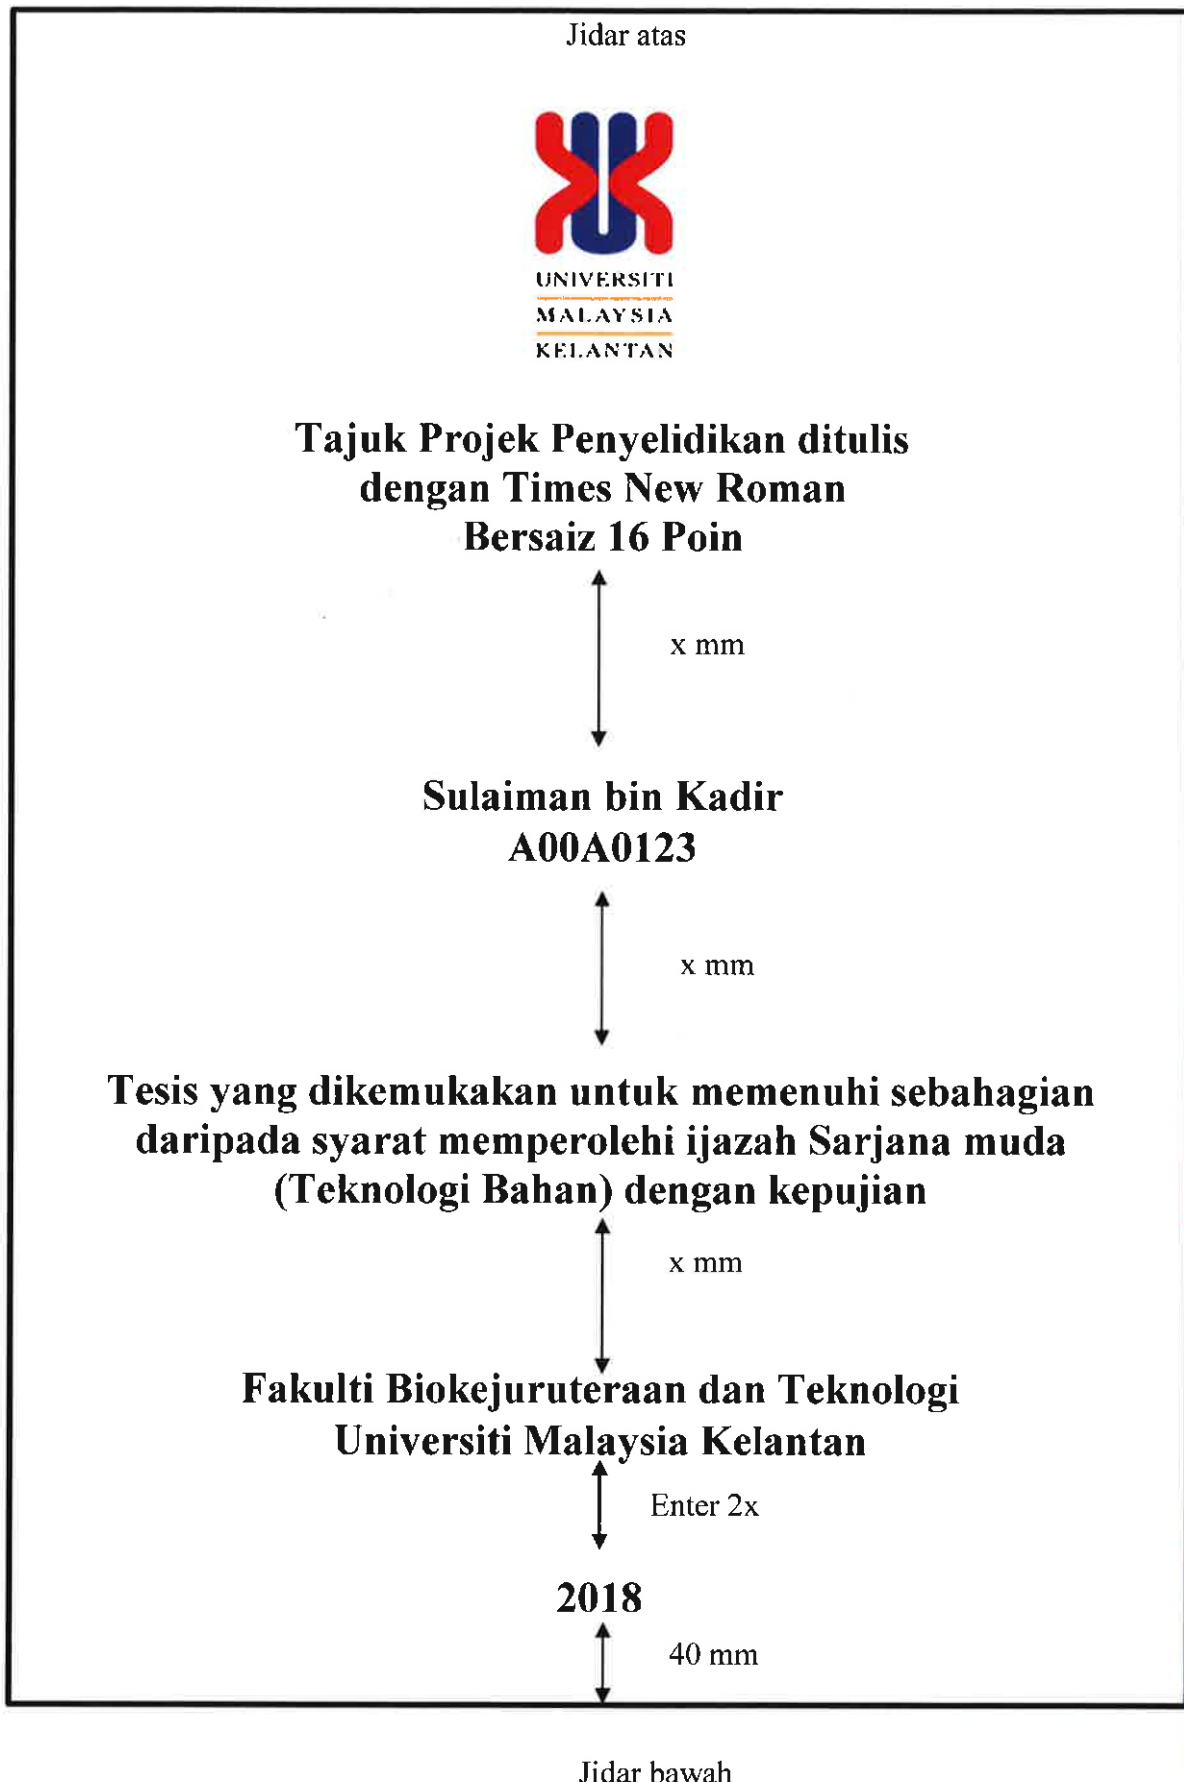 Jidar atas
UNIVERSITI
MALAYSIA
KELANTAN
Tajuk Projek Penyelidikan ditulis
dengan Times New Roman
Bersaiz 16 Poin
x mm
Sulaiman bin Kadir
A00A0123
x mm
Tesis yang dikemukakan untuk memenuhi sebahagian
daripada syarat memperolehi ijazah Sarjana muda
(Teknologi Bahan) dengan kepujian
x mm
Fakulti Biokejuruteraan dan Teknologi
Universiti Malaysia Kelantan
Enter 2x
2018
40 mm
Jidar bawah